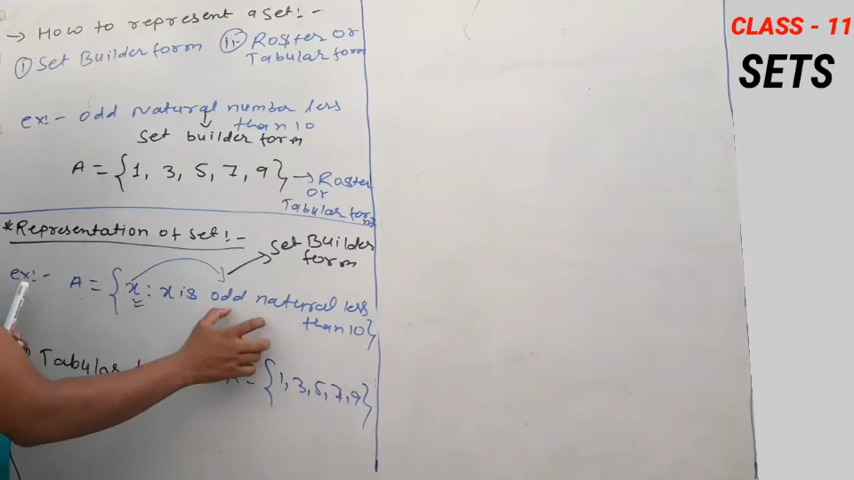 → How to represent a set :-
① Set Builder form ② Roster or
Tabular form
ex:- odd natural number less
than 10
Set builder form
A = {1, 3, 5, 7, 9} → Roster
or
Tabular form
*Representation of set :-
Set Builder
form
ex:- A = {x : x is odd natural less
than 10}
Tabular
= {1, 3, 5, 7, 9}
CLASS - 11
SETS